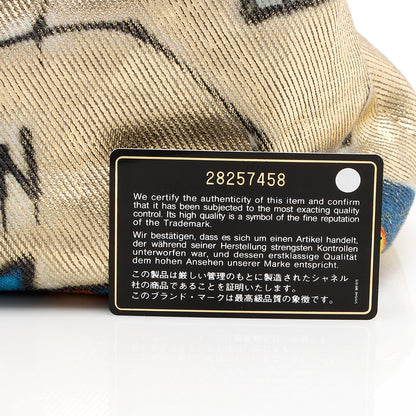 28257458
We certify the authenticity of this item and confirm
that it has been subjected to the most exacting quality
control. Its high quality is a symbol of the fine reputation
of the Trademark.
Wir bestätigen, dass es sich um einen Artikel handelt,
der während seiner Herstellung strengsten Kontrollen
unterworfen war, und dessen erstklassige Qualität
dem hohen Ansehen unserer Marke entspricht.
この製品は厳しい管理のもとに製造されたシャネル
社の商品であることを証明いたします。
このブランド・マークは最高級品質の象徴です。